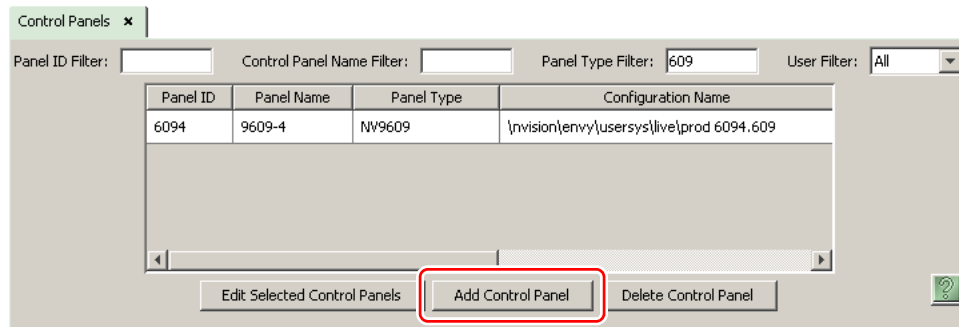 Control Panels ×
Panel ID Filter: Control Panel Name Filter: Panel Type Filter: 609 User Filter: All
Panel ID Panel Name Panel Type Configuration Name
6094 9609-4 NV9609 \nvision\envy\usersys\live\prod 6094.609
Edit Selected Control Panels Add Control Panel Delete Control Panel ?